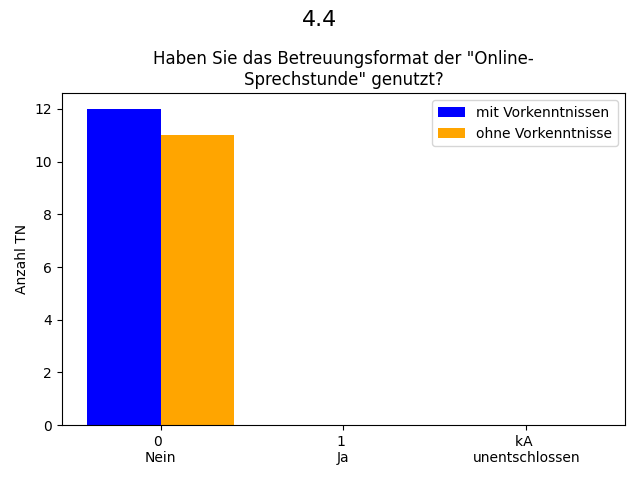 4.4
Haben Sie das Betreuungsformat der "Online-
Sprechstunde" genutzt?
mit Vorkenntnissen
ohne Vorkenntnisse
Anzahl TN
12
10
8
6
4
2
0
0 1 kA
Nein Ja unentschlossen